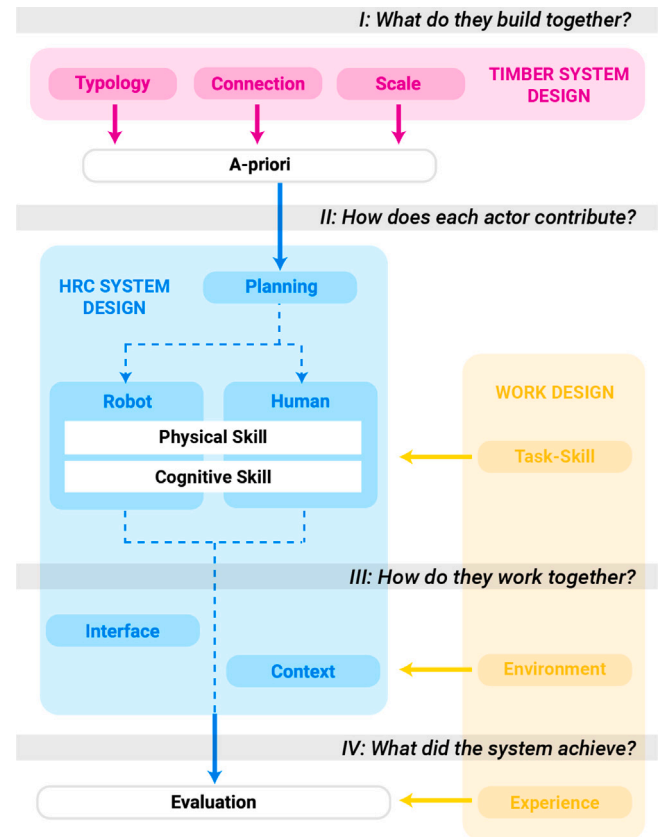 I: What do they build together?
Typology
Connection
Scale
TIMBER SYSTEM
DESIGN
A-priori
II: How does each actor contribute?
HRC SYSTEM
DESIGN
Planning
Robot
Human
Physical Skill
Cognitive Skill
WORK DESIGN
Task-Skill
III: How do they work together?
Interface
Context
Environment
IV: What did the system achieve?
Evaluation
Experience